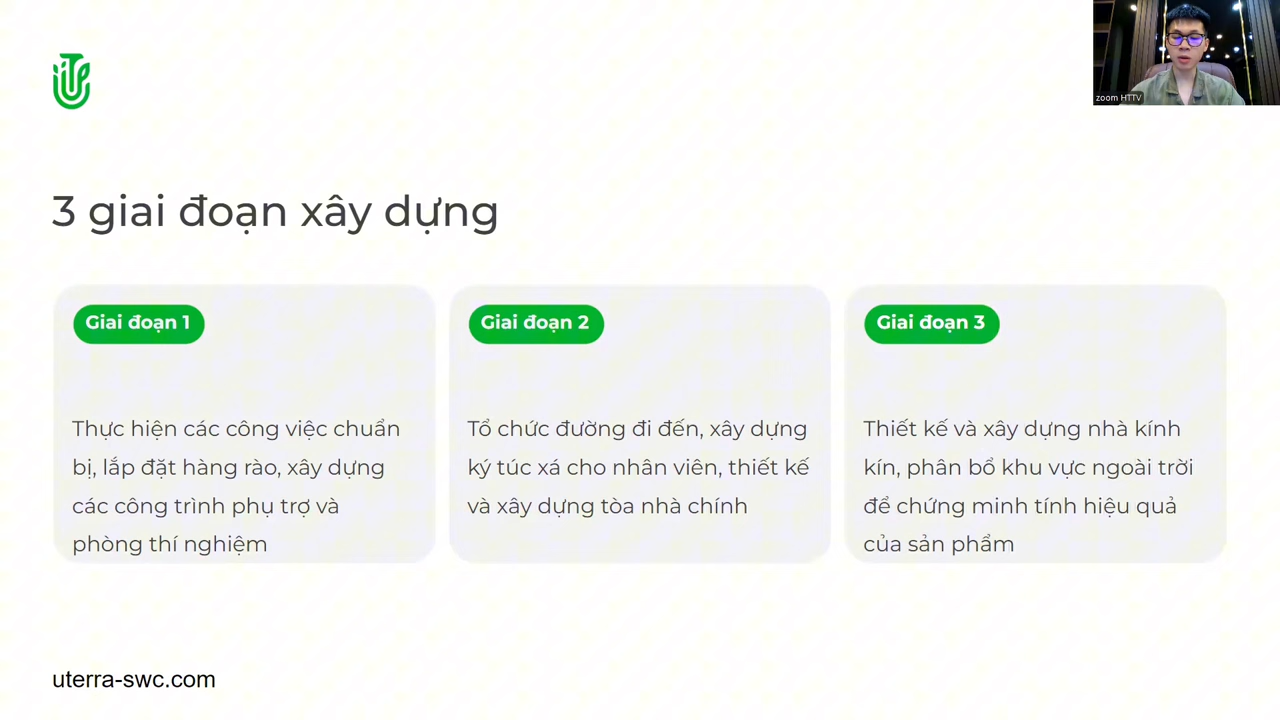 zoom HTTV
3 giai đoạn xây dựng
Giai đoạn 1
Thực hiện các công việc chuẩn
bị, lắp đặt hàng rào, xây dựng
các công trình phụ trợ và
phòng thí nghiệm
Giai đoạn 2
Tổ chức đường đi đến, xây dựng
ký túc xá cho nhân viên, thiết kế
và xây dựng tòa nhà chính
Giai đoạn 3
Thiết kế và xây dựng nhà kính
kín, phân bổ khu vực ngoài trời
để chứng minh tính hiệu quả
của sản phẩm
uterra-swc.com